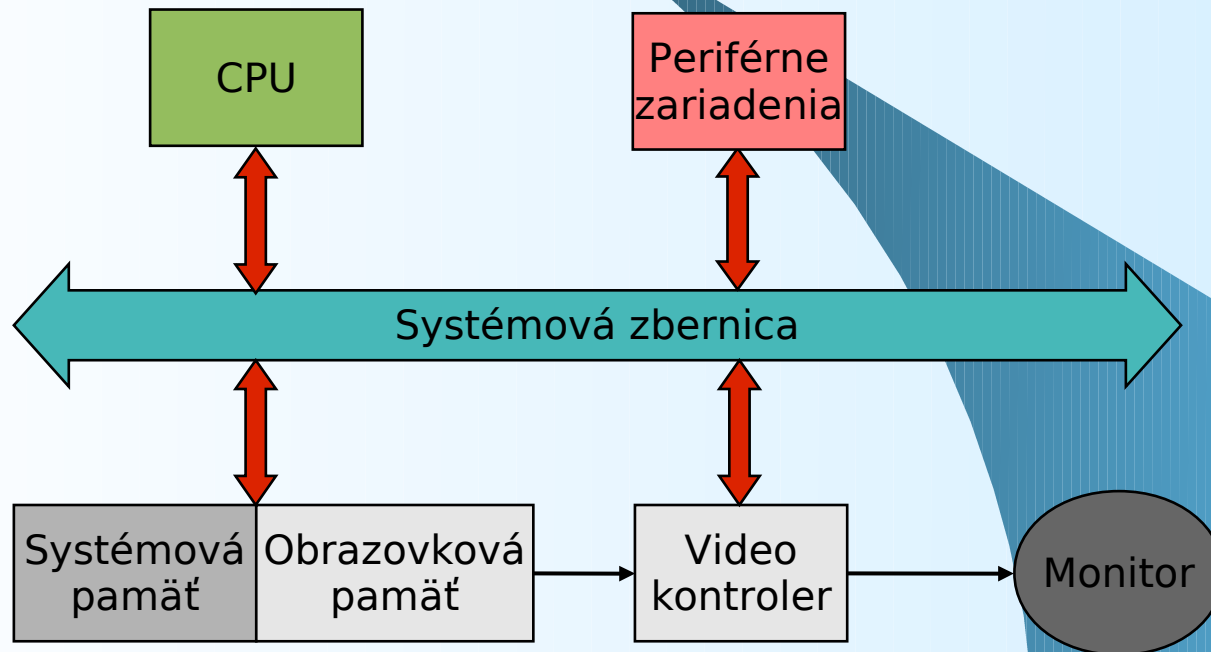 CPU
Periférne
zariadenia
Systémová zbernica
Systémová
pamäť
Obrazovková
pamäť
Video
kontroler
Monitor